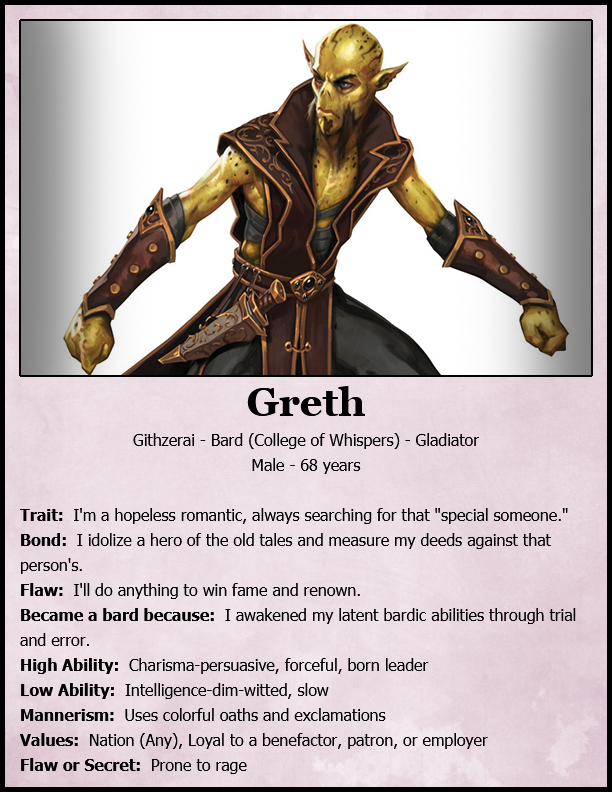 Greth
Githzerai - Bard (College of Whispers) - Gladiator
Male - 68 years
Trait: I'm a hopeless romantic, always searching for that "special someone."
Bond: I idolize a hero of the old tales and measure my deeds against that
person's.
Flaw: I'll do anything to win fame and renown.
Became a bard because: I awakened my latent bardic abilities through trial
and error.
High Ability: Charisma-persuasive, forceful, born leader
Low Ability: Intelligence-dim-witted, slow
Mannerism: Uses colorful oaths and exclamations
Values: Nation (Any), Loyal to a benefactor, patron, or employer
Flaw or Secret: Prone to rage